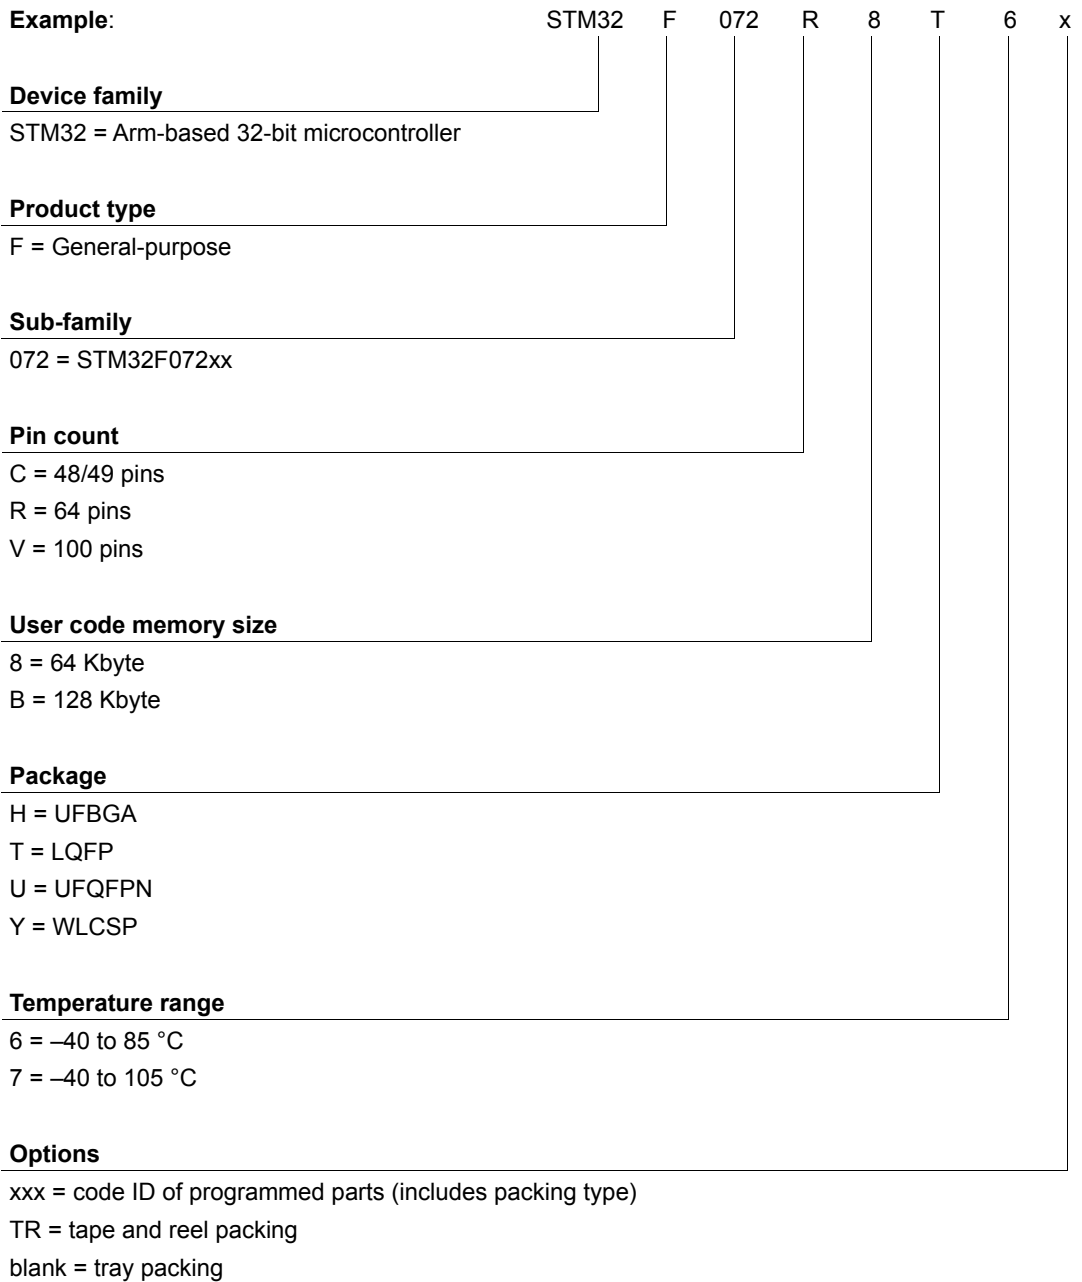 Example: STM32 F 072 R 8 T 6 x
Device family
STM32 = Arm-based 32-bit microcontroller
Product type
F = General-purpose
Sub-family
072 = STM32F072xx
Pin count
C = 48/49 pins
R = 64 pins
V = 100 pins
User code memory size
8 = 64 Kbyte
B = 128 Kbyte
Package
H = UFBGA
T = LQFP
U = UFQFPN
Y = WLCSP
Temperature range
6 = –40 to 85 °C
7 = –40 to 105 °C
Options
xxx = code ID of programmed parts (includes packing type)
TR = tape and reel packing
blank = tray packing